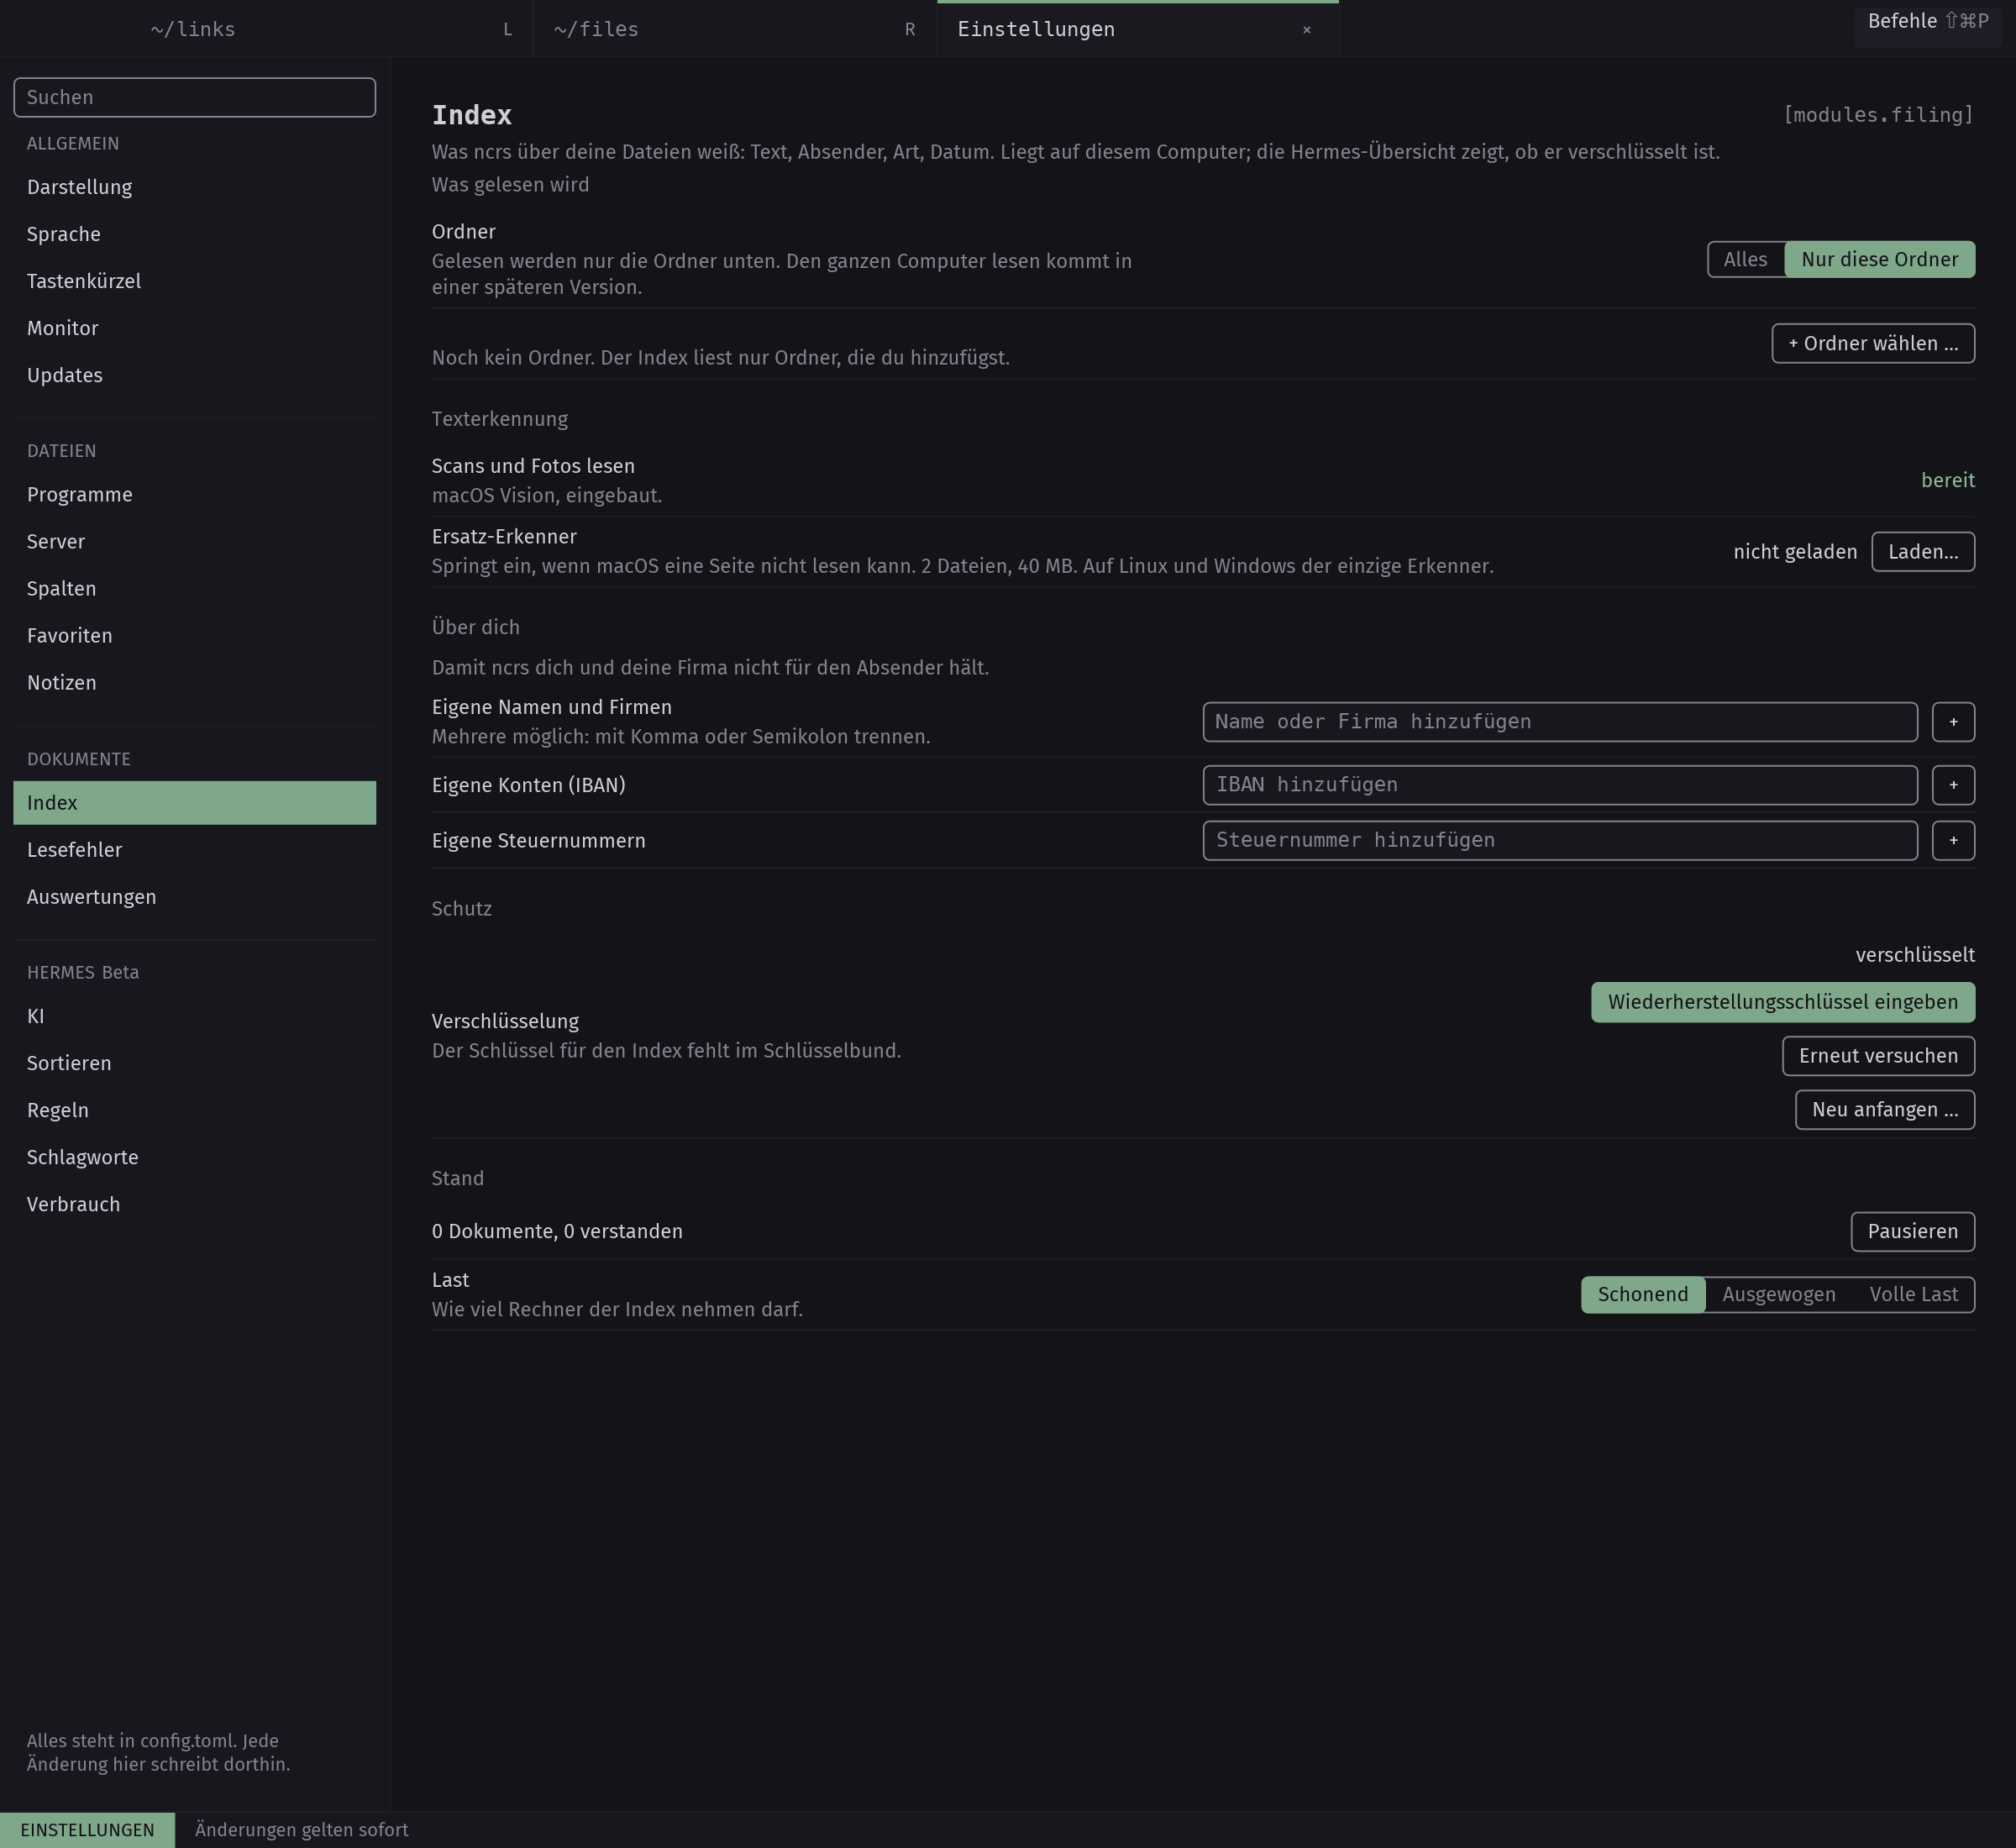 ~/links L ~/files R Einstellungen × Befehle ⇧⌘P
Suchen
ALLGEMEIN
Darstellung
Sprache
Tastenkürzel
Monitor
Updates
DATEIEN
Programme
Server
Spalten
Favoriten
Notizen
DOKUMENTE
Index
Lesefehler
Auswertungen
HERMES Beta
KI
Sortieren
Regeln
Schlagworte
Verbrauch
Alles steht in config.toml. Jede
Änderung hier schreibt dorthin.
Index [modules.filing]
Was ncrs über deine Dateien weiß: Text, Absender, Art, Datum. Liegt auf diesem Computer; die Hermes-Übersicht zeigt, ob er verschlüsselt ist.
Was gelesen wird
Ordner
Gelesen werden nur die Ordner unten. Den ganzen Computer lesen kommt in
einer späteren Version.
Alles Nur diese Ordner
Noch kein Ordner. Der Index liest nur Ordner, die du hinzufügst.
+ Ordner wählen ...
Texterkennung
Scans und Fotos lesen
macOS Vision, eingebaut.
bereit
Ersatz-Erkenner
Springt ein, wenn macOS eine Seite nicht lesen kann. 2 Dateien, 40 MB. Auf Linux und Windows der einzige Erkenner.
nicht geladen Laden...
Über dich
Damit ncrs dich und deine Firma nicht für den Absender hält.
Eigene Namen und Firmen
Mehrere möglich: mit Komma oder Semikolon trennen.
Name oder Firma hinzufügen +
Eigene Konten (IBAN) IBAN hinzufügen +
Eigene Steuernummern Steuernummer hinzufügen +
Schutz
verschlüsselt
Verschlüsselung
Der Schlüssel für den Index fehlt im Schlüsselbund.
Wiederherstellungsschlüssel eingeben
Erneut versuchen
Neu anfangen ...
Stand
0 Dokumente, 0 verstanden Pausieren
Last
Wie viel Rechner der Index nehmen darf.
Schonend Ausgewogen Volle Last
EINSTELLUNGEN Änderungen gelten sofort